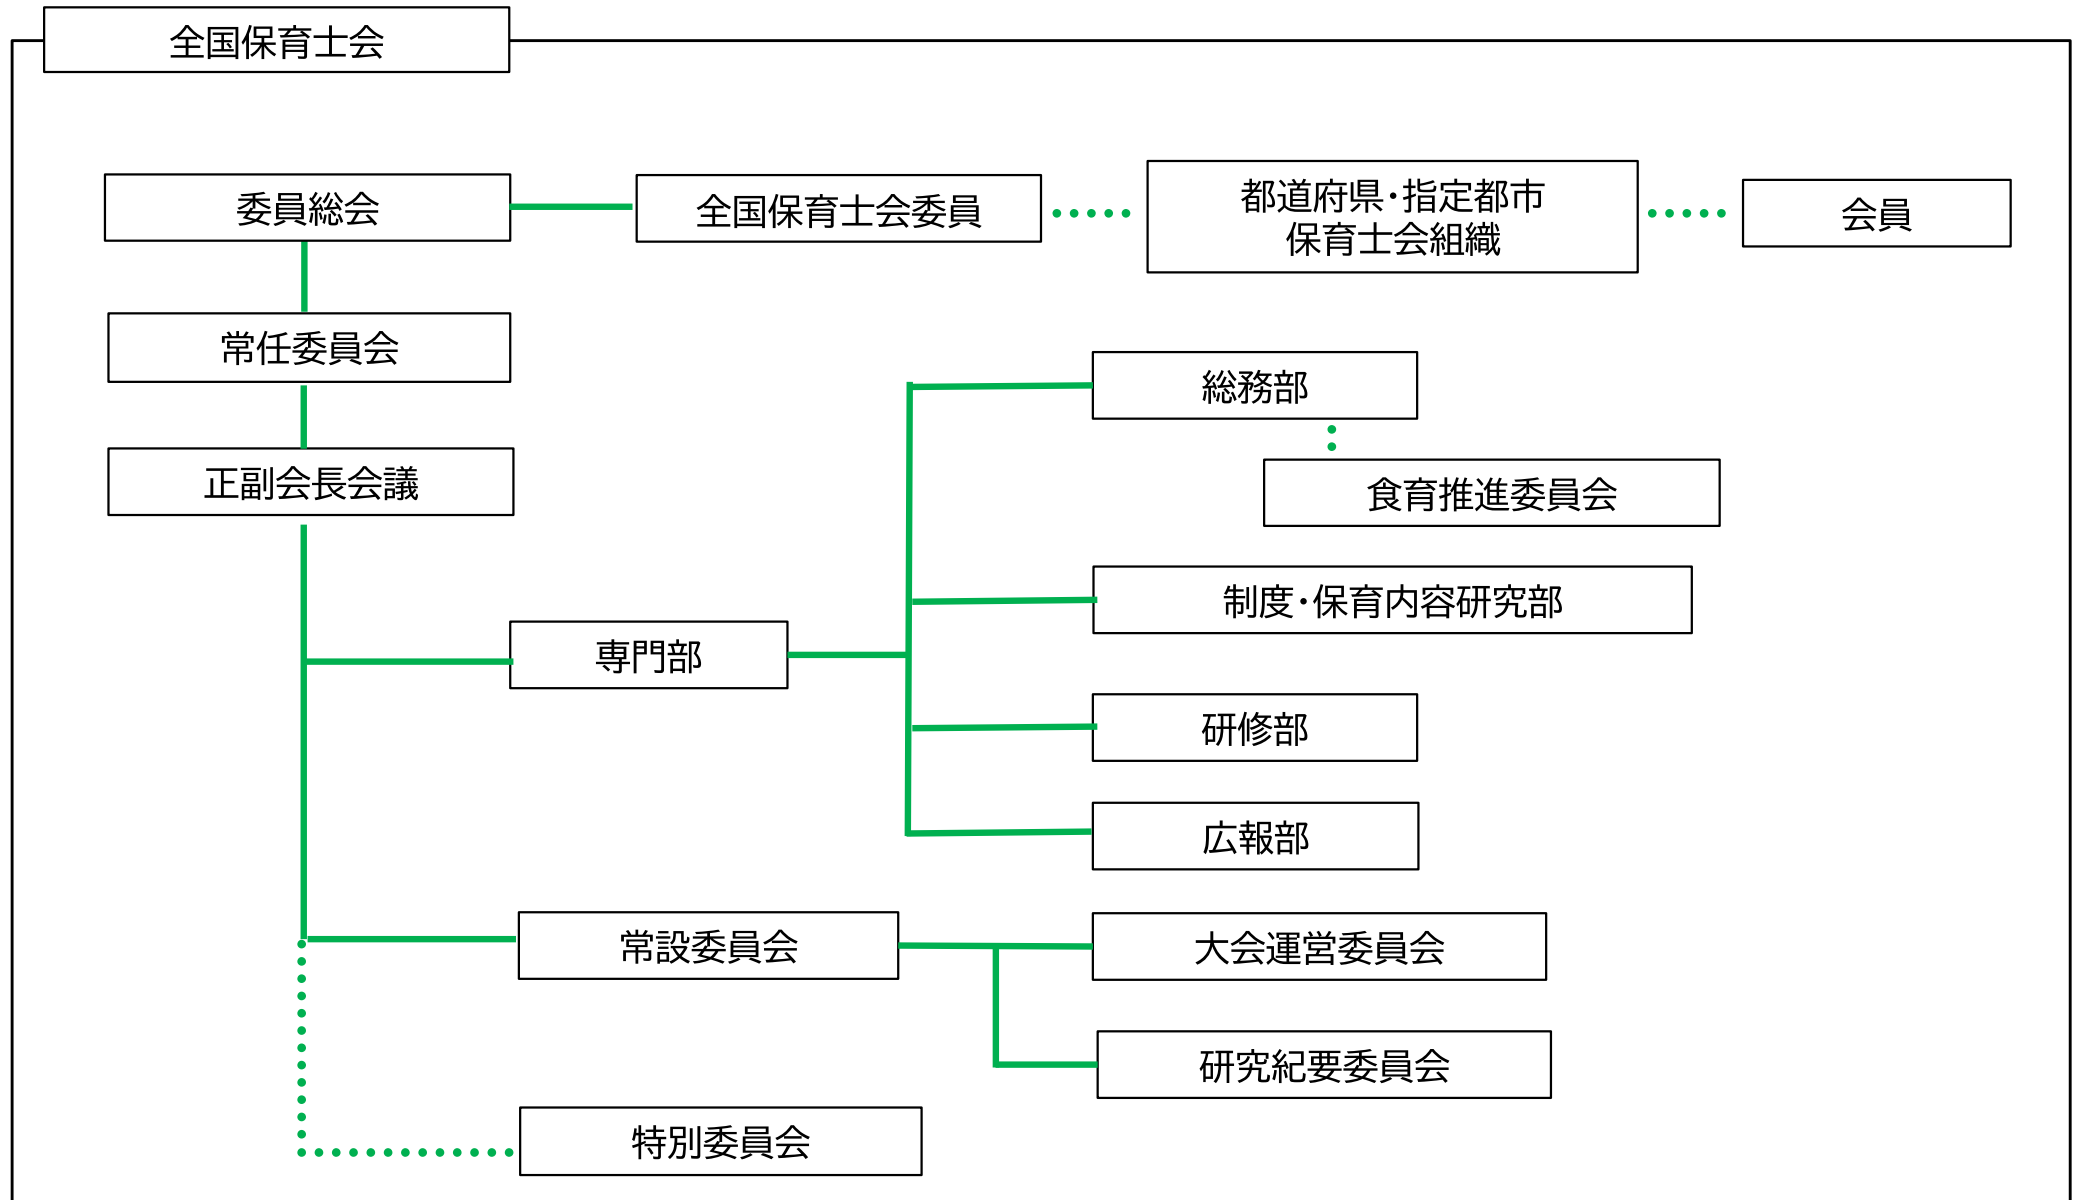 全国保育士会
委員総会
全国保育士会委員
都道府県・指定都市
保育士会組織
会員
常任委員会
総務部
正副会長会議
食育推進委員会
制度・保育内容研究部
専門部
研修部
広報部
常設委員会
大会運営委員会
研究紀要委員会
特別委員会